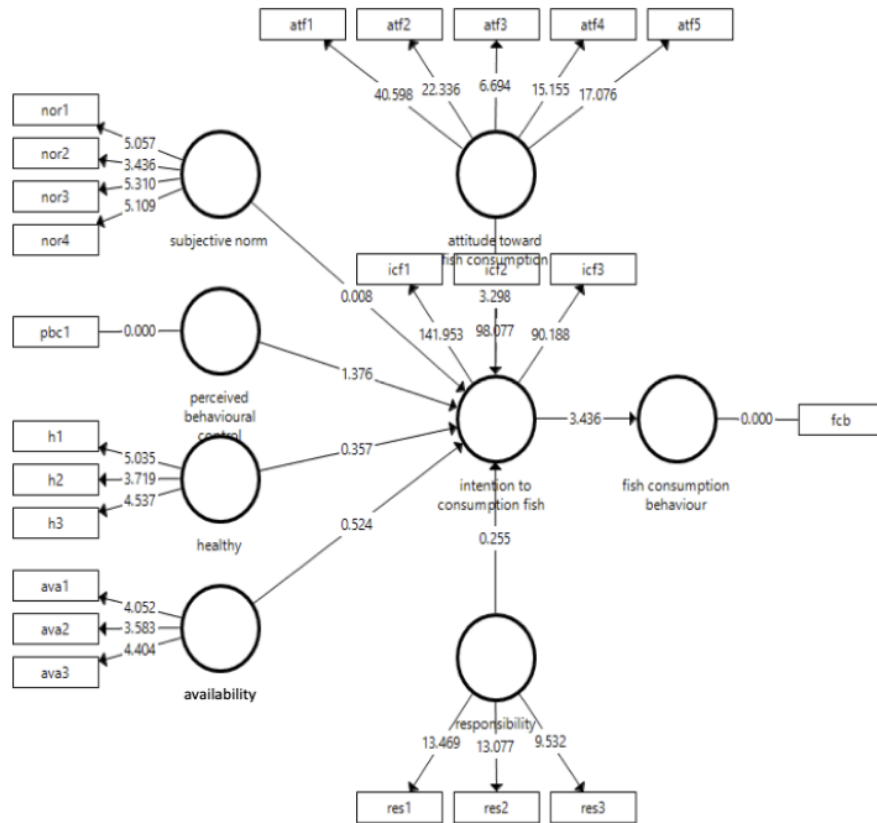 atf1
atf2
atf3
atf4
atf5
40.598
22.336
6.694
15.155
17.076
nor1
nor2
nor3
nor4
5.057
3.436
5.310
5.109
subjective norm
attitude toward
fish consumption
icf1
icf2
icf3
0.008
3.298
141.953
98.077
90.188
pbc1
0.000
1.376
perceived
behavioural
control
h1
h2
h3
5.035
3.719
4.537
0.357
healthy
3.436
0.000
fcb
intention to
consumption fish
fish consumption
behaviour
0.524
0.255
ava1
ava2
ava3
4.052
3.583
4.404
availability
responsibility
13.469
13.077
9.532
res1
res2
res3